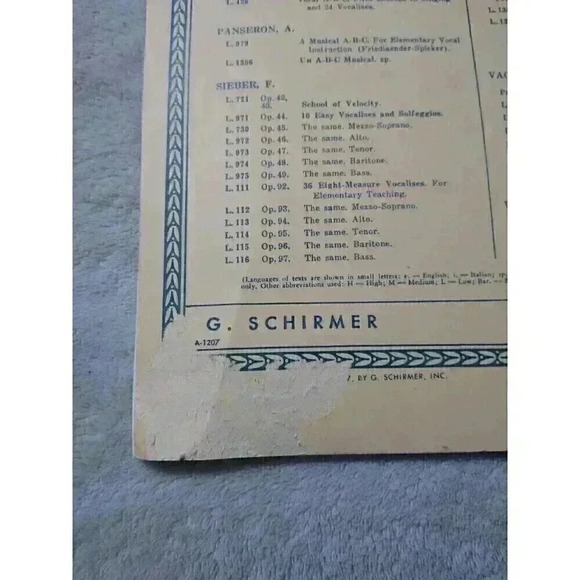 and 24 Vocalises.
PANSERON, A.
L. 979 A Musical A-B-C. For Elementary Vocal
Instruction (Friedlaender-Spicker).
L. 1356 UN A-B-C Musical. sp.
SIEBER, F.
L. 721 Op. 42,
43. School of Velocity.
L. 971 Op. 44. 10 Easy Vocalises and Solfeggios.
L. 730 Op. 45. The same. Mezzo-Soprano.
L. 972 Op. 46. The same. Alto.
L. 973 Op. 47. The same. Tenor.
L. 974 Op. 48. The same. Baritone.
L. 975 Op. 49. The same. Bass.
L. 111 Op. 92. 36 Eight-Measure Vocalises. For
Elementary Teaching.
L. 112 Op. 93. The same. Mezzo-Soprano.
L. 113 Op. 94. The same. Alto.
L. 114 Op. 95. The same. Tenor.
L. 115 Op. 96. The same. Baritone.
L. 116 Op. 97. The same. Bass.
VAC
(Languages of texts are shown in small letters; e. — English; i. — Italian; sp.
only, Other abbreviations used: H — High; M — Medium; L — Low; Bar. —
G. SCHIRMER
A-1207
7, BY G. SCHIRMER, INC.